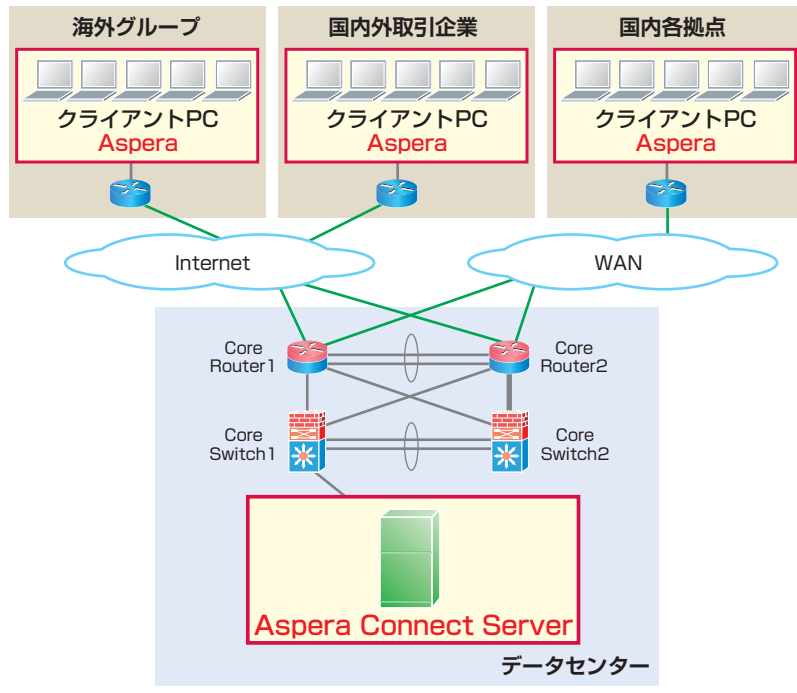 海外グループ
クライアントPC
Aspera
国内外取引企業
クライアントPC
Aspera
国内各拠点
クライアントPC
Aspera
Internet
WAN
Core
Router1
Core
Router2
Core
Switch1
Core
Switch2
Aspera Connect Server
データセンター